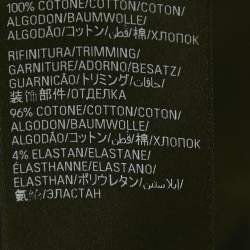 100% COTONE/COTTON/COTON/
ALGODON/BAUMWOLLE/
ALGODÃO/コットン/قطن/棉/ХЛОПОК
RIFINITURA/TRIMMING/
GARNITURE/ADORNO/BESATZ/
GUARNIÇÃO/トリミング/حافات/
装饰部件/ОТДЕЛКА
96% COTONE/COTTON/COTON/
ALGODON/BAUMWOLLE/
ALGODÃO/コットン/قطن/棉/ХЛОПОК
4% ELASTAN/ELASTANE/
ÉLASTHANNE/ELASTANO/
ELASTHAN/ポリウレタン/ايلاستين/
氨纶/ЭЛАСТАН